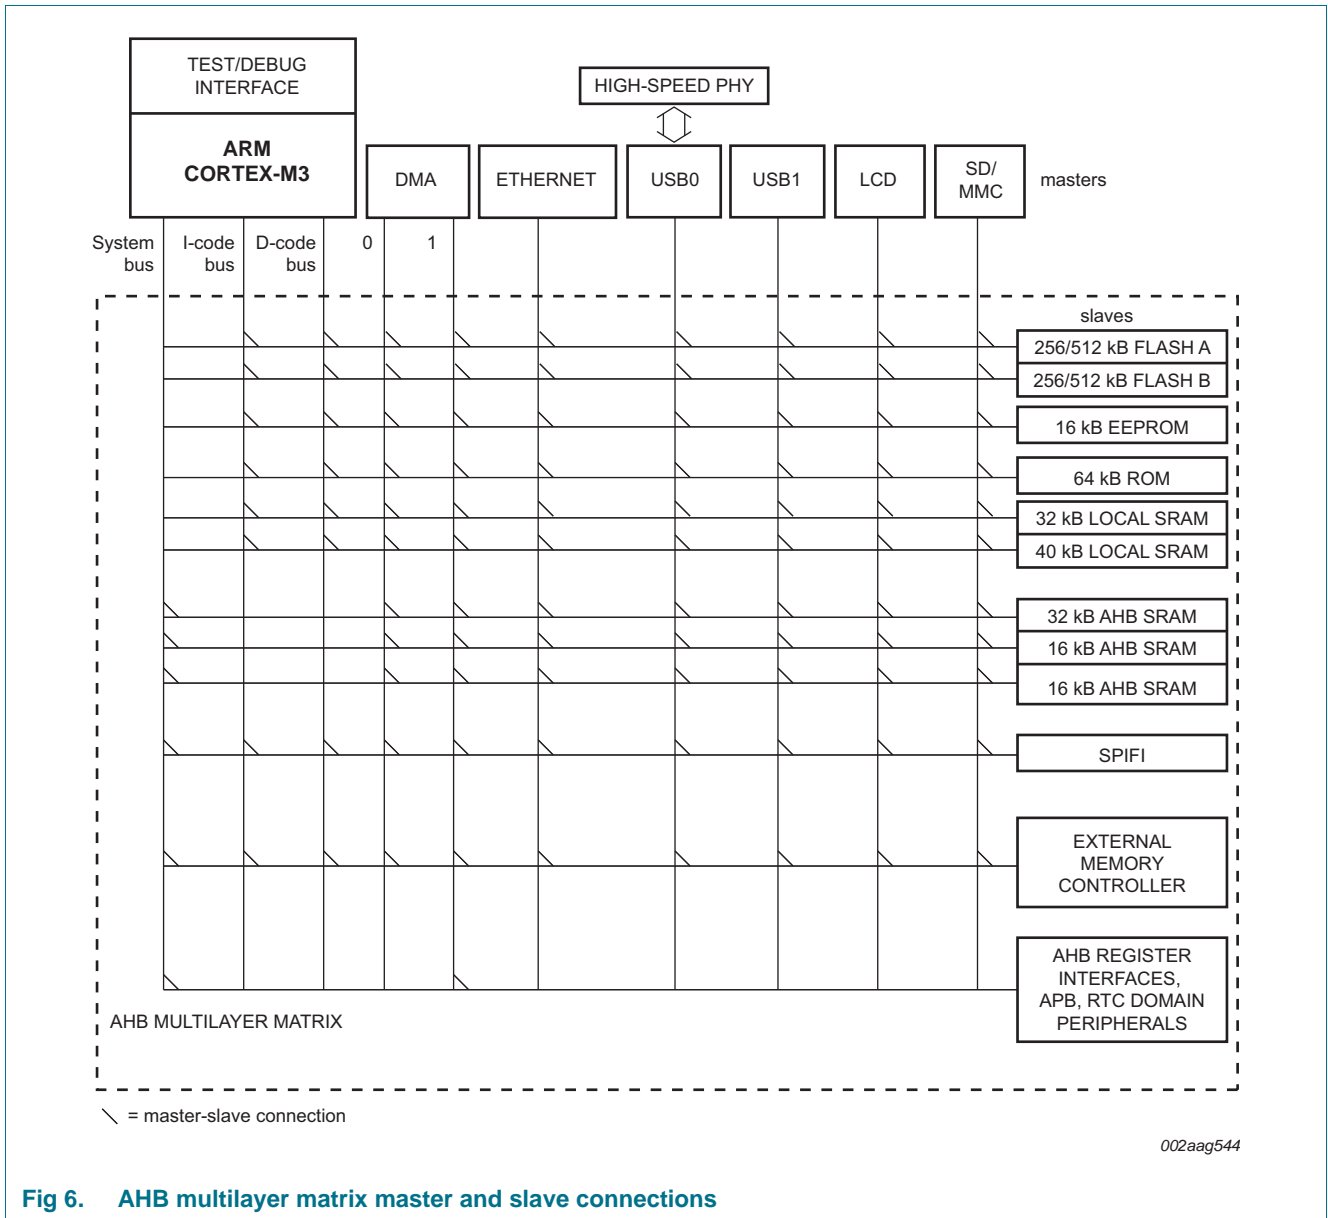 TEST/DEBUG
INTERFACE
ARM
CORTEX-M3
HIGH-SPEED PHY
DMA
ETHERNET
USB0
USB1
LCD
SD/
MMC
masters
System
bus
I-code
bus
D-code
bus
0
1
slaves
256/512 kB FLASH A
256/512 kB FLASH B
16 kB EEPROM
64 kB ROM
32 kB LOCAL SRAM
40 kB LOCAL SRAM
32 kB AHB SRAM
16 kB AHB SRAM
16 kB AHB SRAM
SPIFI
EXTERNAL
MEMORY
CONTROLLER
AHB REGISTER
INTERFACES,
APB, RTC DOMAIN
PERIPHERALS
AHB MULTILAYER MATRIX
= master-slave connection
002aag544
Fig 6. AHB multilayer matrix master and slave connections